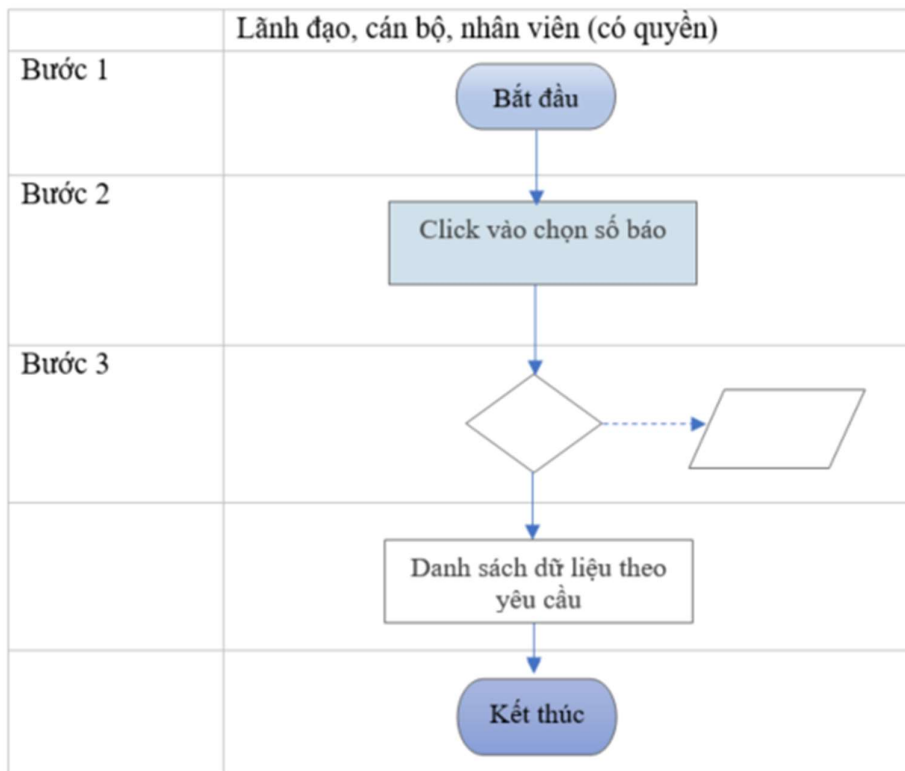 Lãnh đạo, cán bộ, nhân viên (có quyền)
Bước 1
Bắt đầu
Bước 2
Click vào chọn số báo
Bước 3
Danh sách dữ liệu theo
yêu cầu
Kết thúc